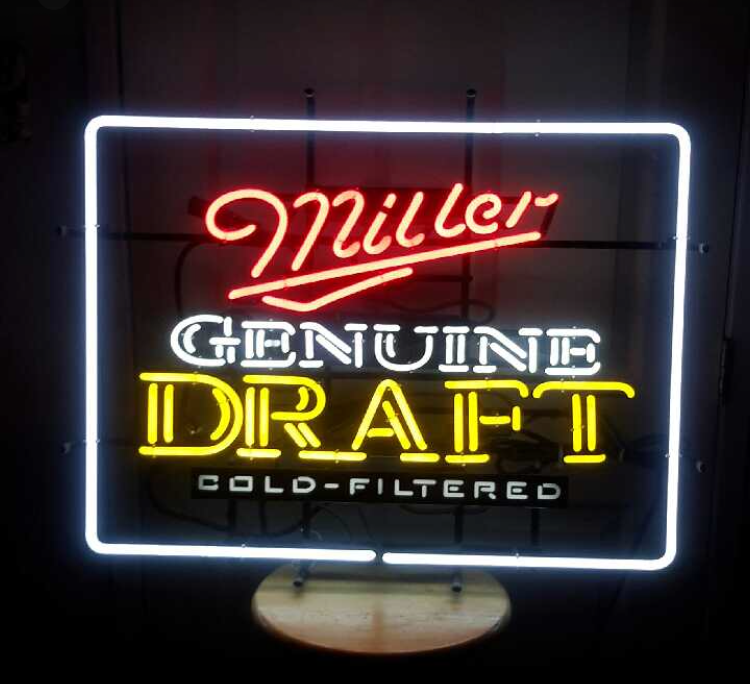 Miller
GENUINE
DRAFT
COLD-FILTERED